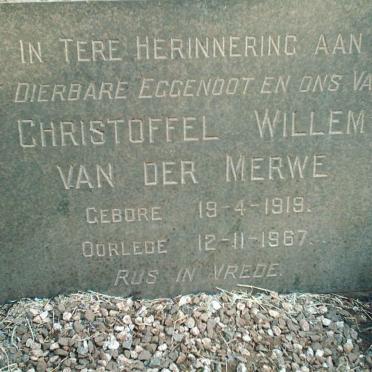 IN TERE HERINNERING AAN
DIERBARE EGGENOOT EN ONS VA
CHRISTOFFEL WILLEM
VAN DER MERWE
GEBORE 19-4-1919.
OORLEDE 12-11-1967.
RUS IN VREDE.